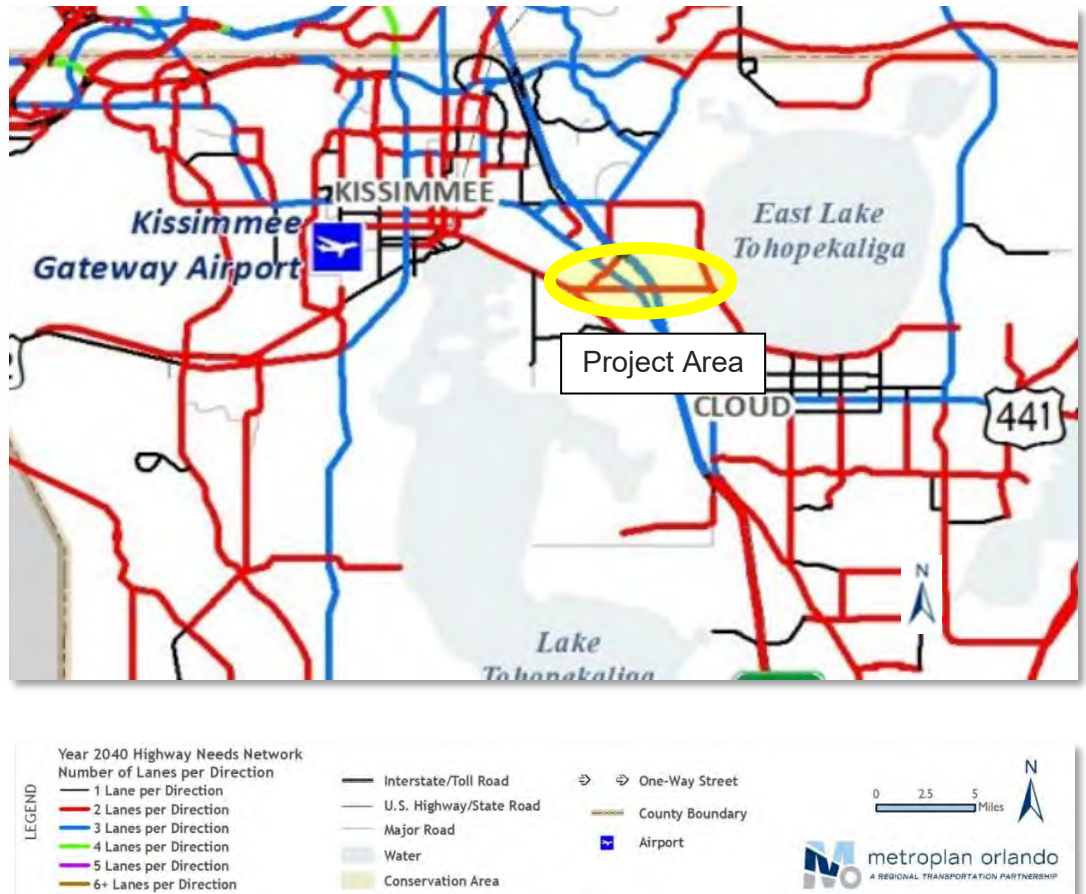 KISSIMMEE
Kissimmee
Gateway Airport
East Lake
Tohopekaliga
Project Area
CLOUD
441
N
Lake
Tohopekaliga
LEGEND
Year 2040 Highway Needs Network
Number of Lanes per Direction
1 Lane per Direction
2 Lanes per Direction
3 Lanes per Direction
4 Lanes per Direction
5 Lanes per Direction
6+ Lanes per Direction
Interstate/Toll Road
U.S. Highway/State Road
Major Road
Water
Conservation Area
One-Way Street
County Boundary
Airport
0 2.5 5
Miles
N
metroplan orlando
A REGIONAL TRANSPORTATION PARTNERSHIP